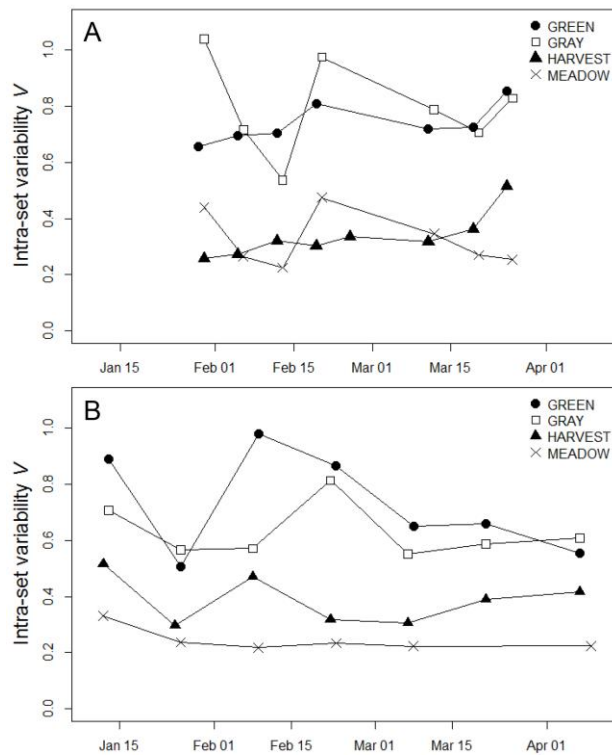 A
GREEN
GRAY
HARVEST
MEADOW
Intra-set variability V
1.0
0.8
0.6
0.4
0.2
0.0
Jan 15 Feb 01 Feb 15 Mar 01 Mar 15 Apr 01
B
GREEN
GRAY
HARVEST
MEADOW
Intra-set variability V
1.0
0.8
0.6
0.4
0.2
0.0
Jan 15 Feb 01 Feb 15 Mar 01 Mar 15 Apr 01